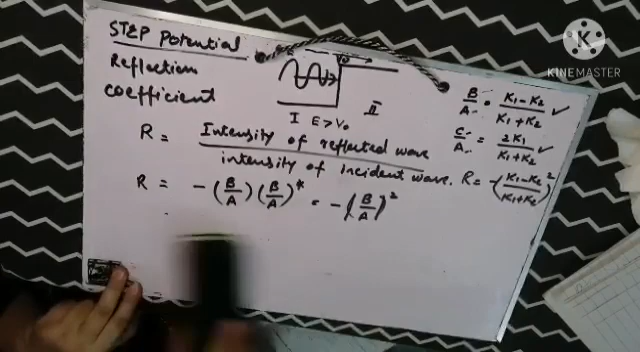 STEP Potential
Reflection
coefficient
V₀
I E>V₀ II
B/A = K₁-K₂/K₁+K₂ ✓
C/A = 2K₁/K₁+K₂ ✓
R = Intensity of reflected wave / intensity of incident wave.
R = -(K₁-K₂/K₁+K₂)²
R = -(B/A)(B/A)* = -(B/A)²
KINEMASTER